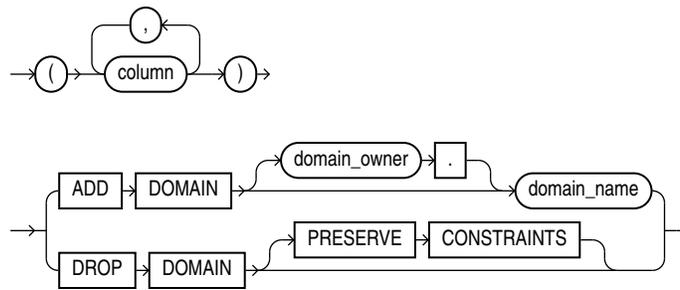 ,
( column )
domain_owner .
ADD DOMAIN domain_name
PRESERVE CONSTRAINTS
DROP DOMAIN